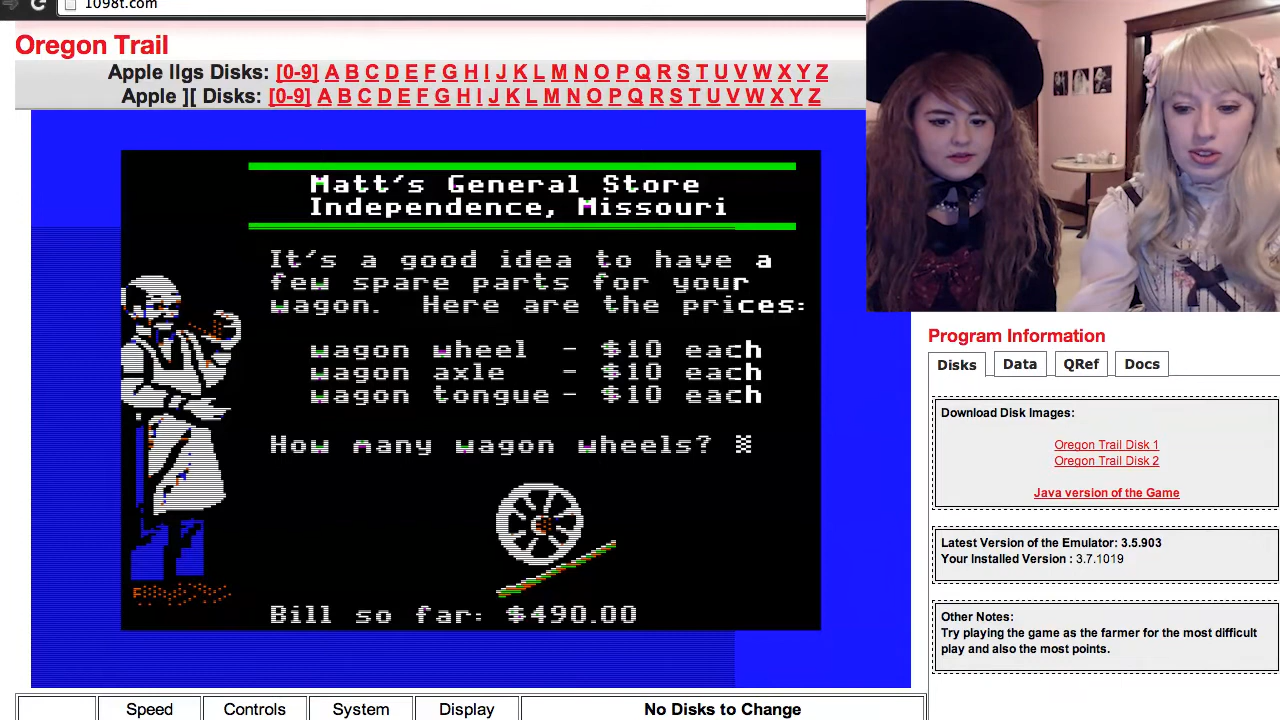 1098t.com
Oregon Trail
Apple IIgs Disks: [0-9] A B C D E F G H I J K L M N O P Q R S T U V W X Y Z
Apple ][ Disks: [0-9] A B C D E F G H I J K L M N O P Q R S T U V W X Y Z
Matt's General Store
Independence, Missouri
It's a good idea to have a
few spare parts for your
wagon. Here are the prices:
wagon wheel - $10 each
wagon axle - $10 each
wagon tongue - $10 each
How many wagon wheels?
Bill so far: $490.00
Program Information
Disks Data QRef Docs
Download Disk Images:
Oregon Trail Disk 1
Oregon Trail Disk 2
Java version of the Game
Latest Version of the Emulator: 3.5.903
Your Installed Version : 3.7.1019
Other Notes:
Try playing the game as the farmer for the most difficult
play and also the most points.
Speed Controls System Display No Disks to Change